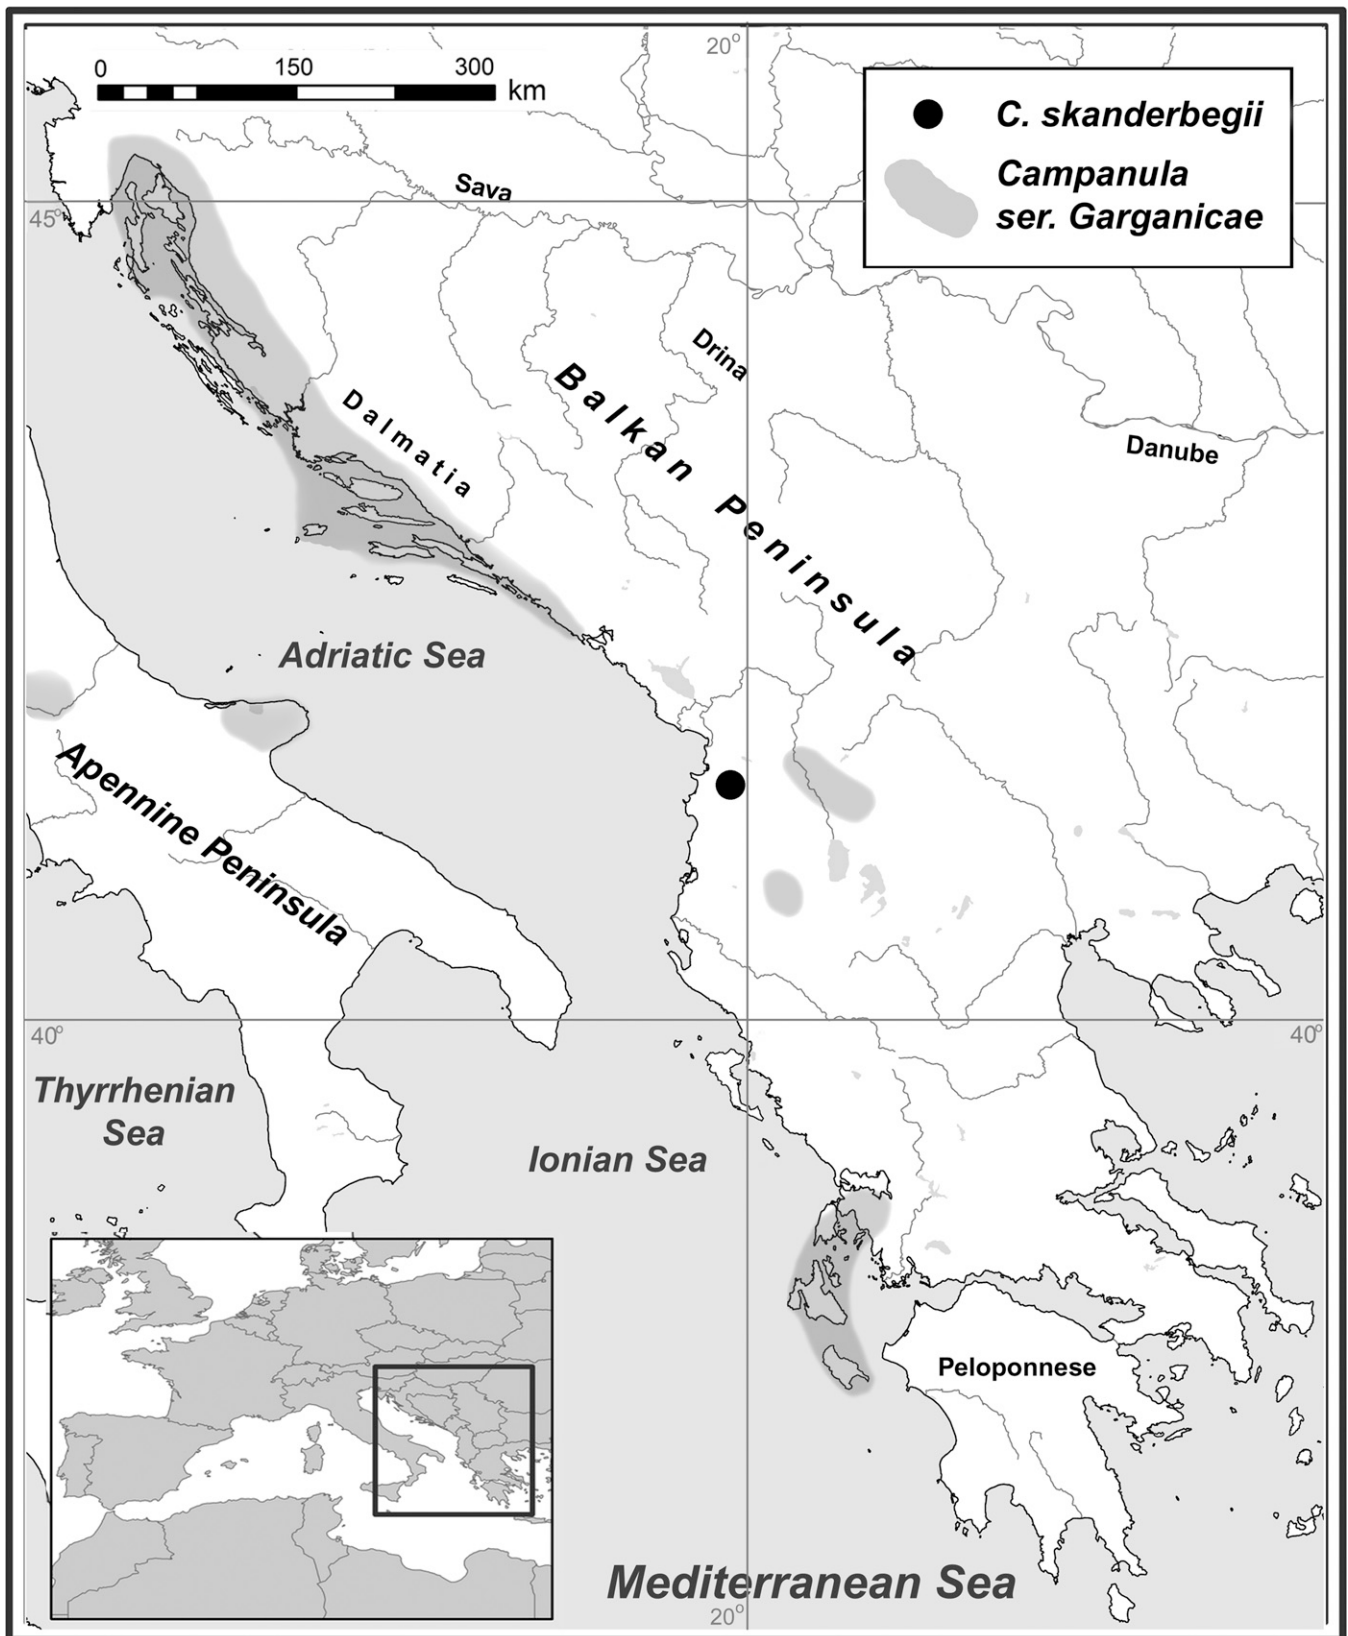 0 150 300
km
20°
C. skanderbegii
Campanula
ser. Garganicae
Sava
45°
Drina
Balkan Peninsula
Dalmatia
Danube
Adriatic Sea
Apennine Peninsula
40°
40°
Thyrrhenian
Sea
Ionian Sea
Peloponnese
Mediterranean Sea
20°